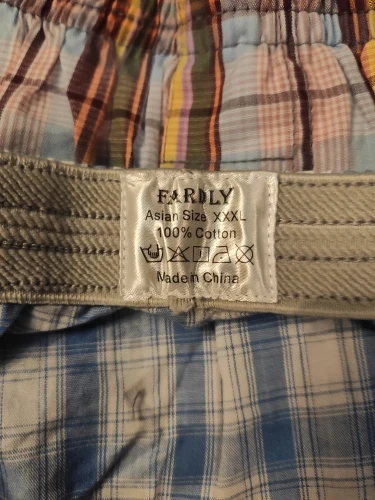 FARDLY
Asian Size XXXL
100% Cotton
Made in China